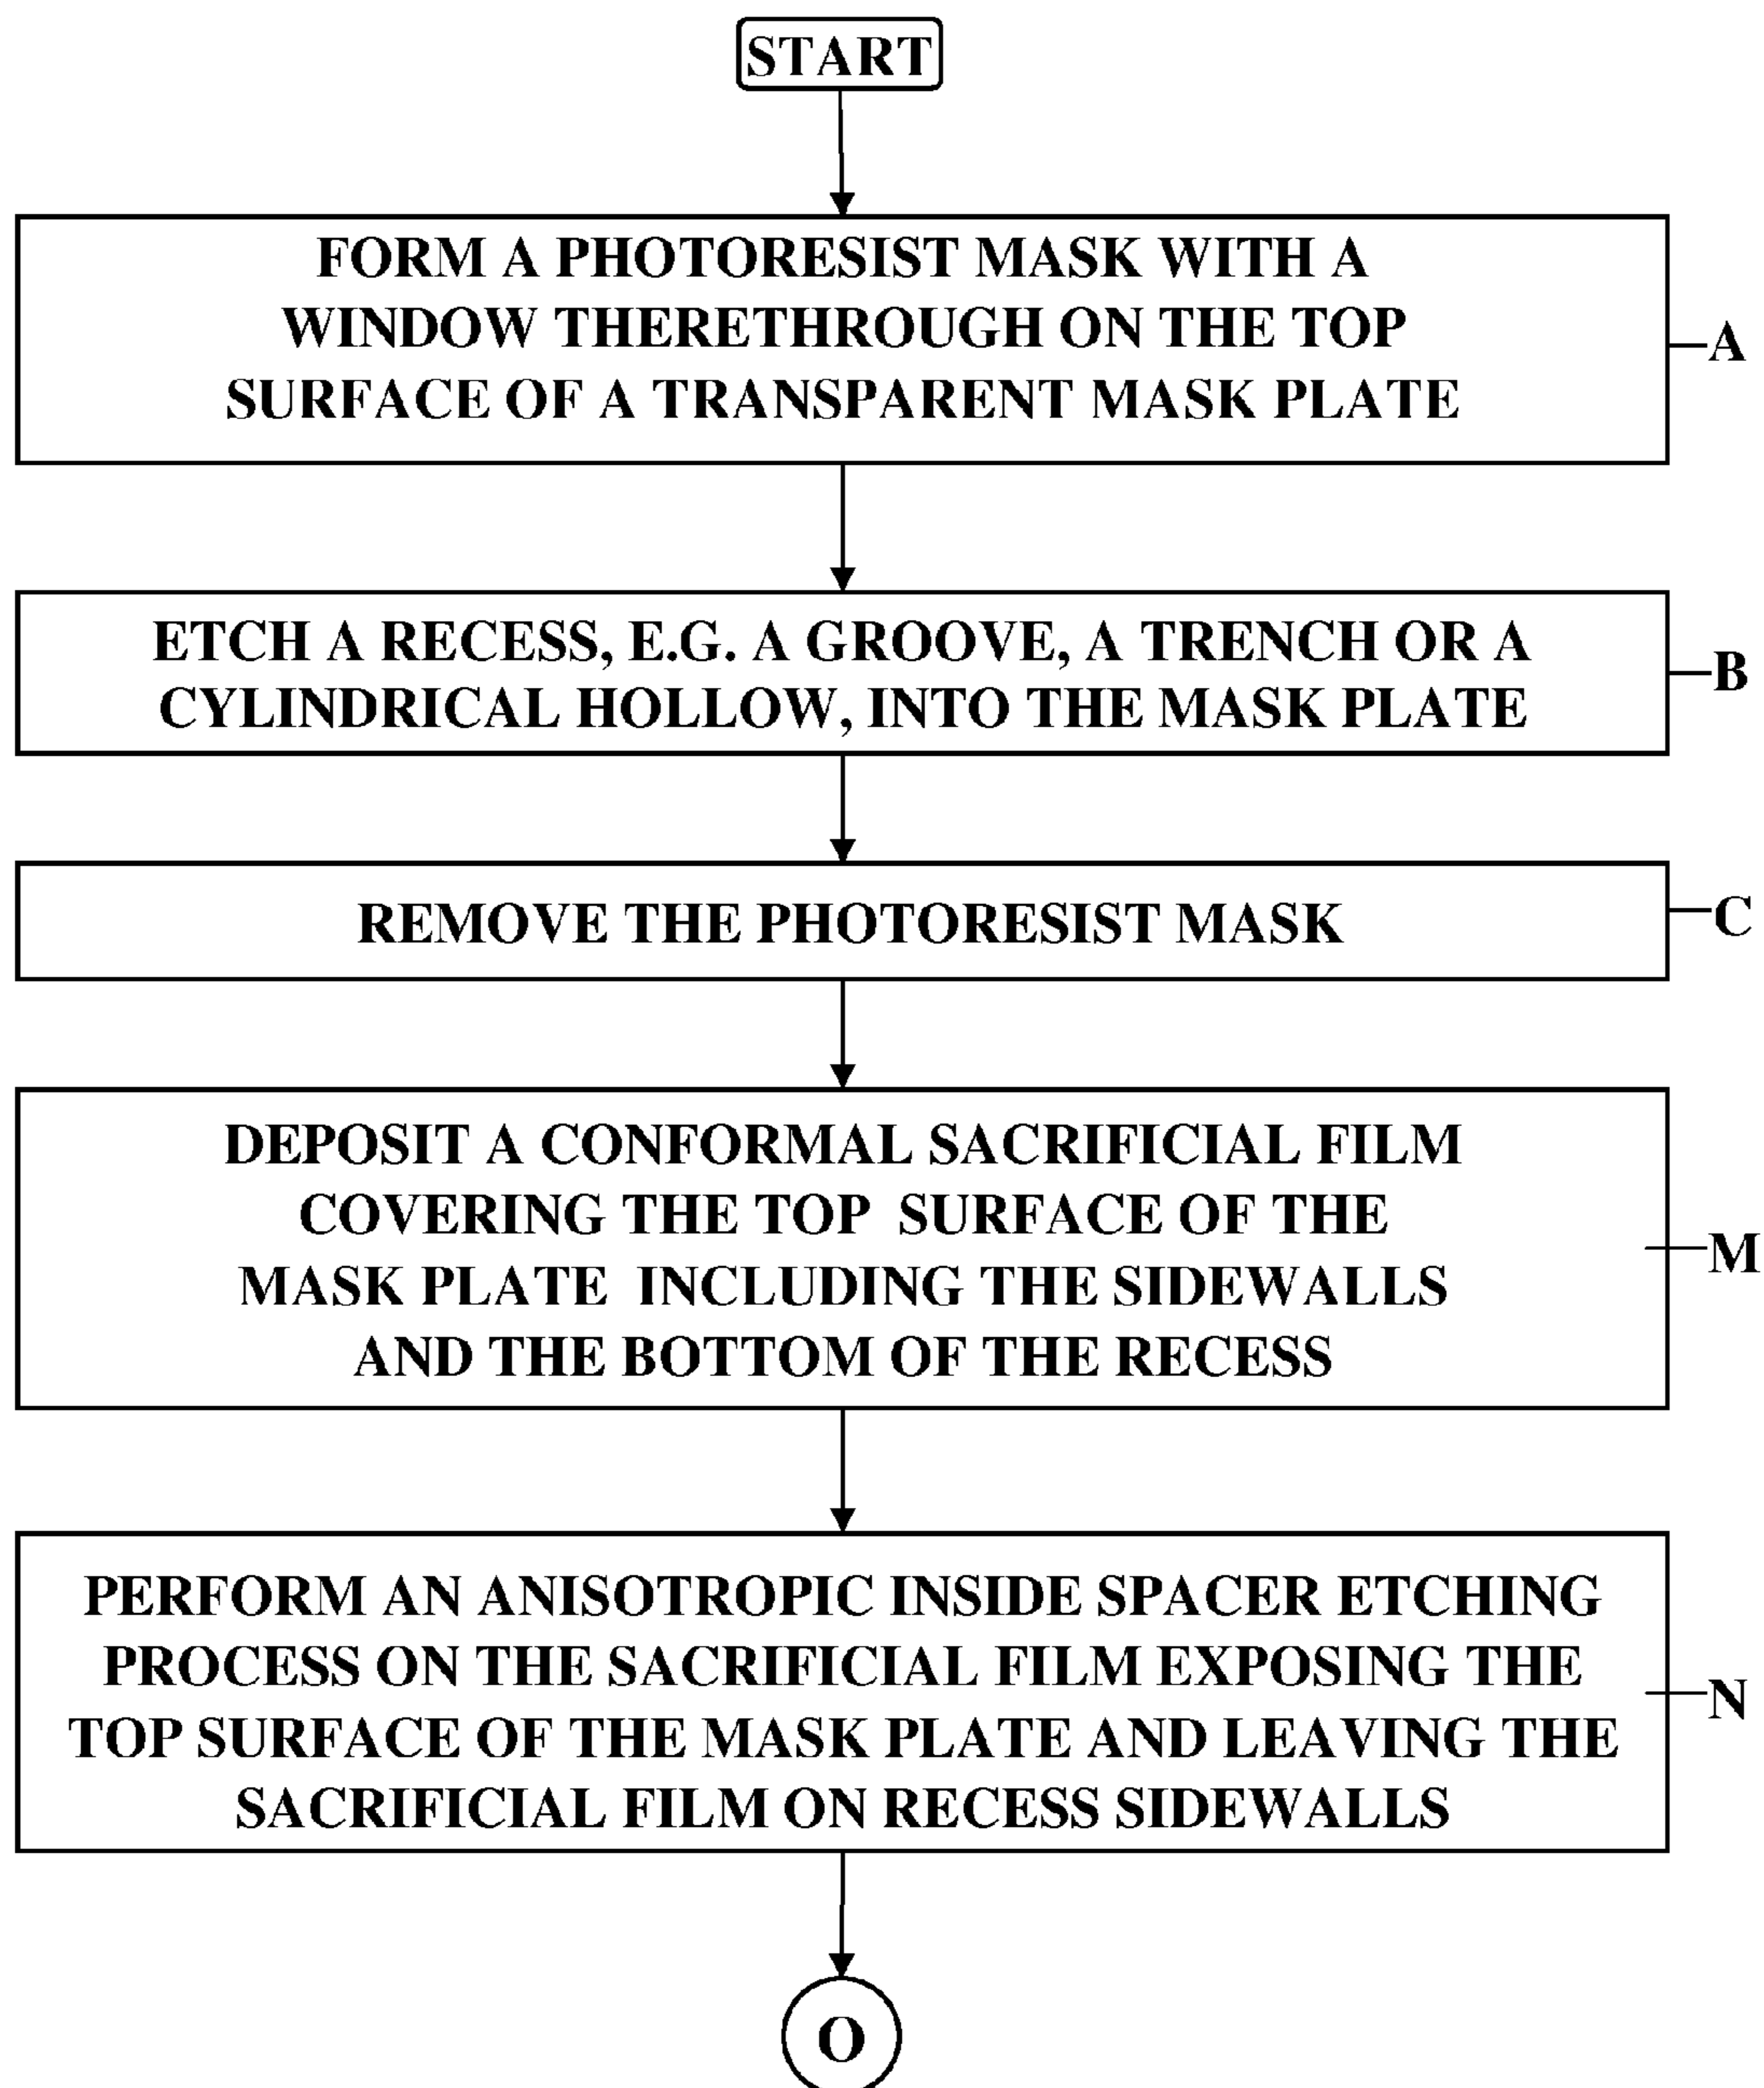 START
FORM A PHOTORESIST MASK WITH A
WINDOW THERETHROUGH ON THE TOP
SURFACE OF A TRANSPARENT MASK PLATE
A
ETCH A RECESS, E.G. A GROOVE, A TRENCH OR A
CYLINDRICAL HOLLOW, INTO THE MASK PLATE
B
REMOVE THE PHOTORESIST MASK
C
DEPOSIT A CONFORMAL SACRIFICIAL FILM
COVERING THE TOP SURFACE OF THE
MASK PLATE INCLUDING THE SIDEWALLS
AND THE BOTTOM OF THE RECESS
M
PERFORM AN ANISOTROPIC INSIDE SPACER ETCHING
PROCESS ON THE SACRIFICIAL FILM EXPOSING THE
TOP SURFACE OF THE MASK PLATE AND LEAVING THE
SACRIFICIAL FILM ON RECESS SIDEWALLS
N
O